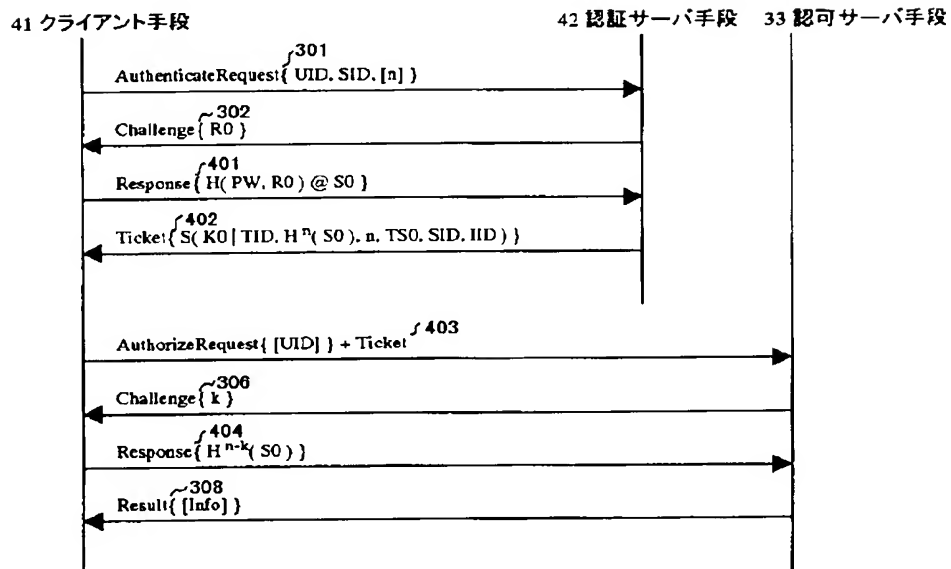 41 クライアント手段 42 認証サーバ手段 33 認可サーバ手段
301
AuthenticateRequest{ UID, SID, [n] }
302
Challenge{ R0 }
401
Response{ H( PW, R0 ) @ S0 }
402
Ticket{ S( K0 | TID, H^n( S0 ), n, TS0, SID, IID ) }
403
AuthorizeRequest{ [UID] } + Ticket
306
Challenge{ k }
404
Response{ H^n-k( S0 ) }
308
Result{ [Info] }